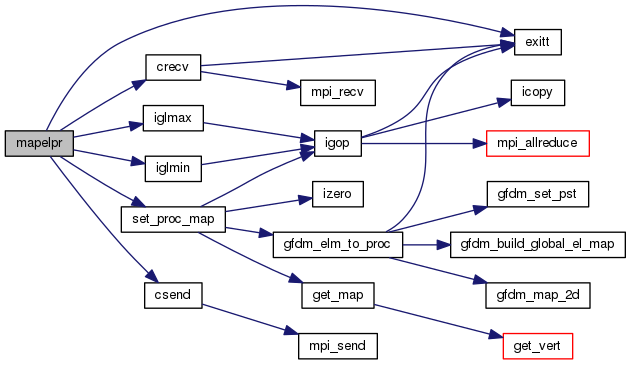 exitt
crecv
mpi_recv
icopy
iglmax
mapelpr
igop
mpi_allreduce
iglmin
izero
gfdm_set_pst
set_proc_map
gfdm_elm_to_proc
gfdm_build_global_el_map
csend
get_map
gfdm_map_2d
mpi_send
get_vert